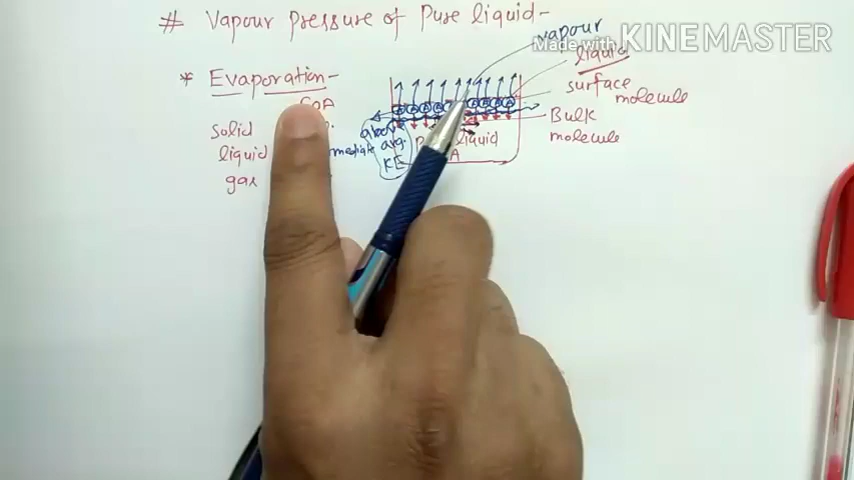 # Vapour Pressure of Pure liquid-
Made with KINEMASTER
vapour
* Evaporation-
liquid
surface molecule
Solid
liquid
gas
Bulk molecule
above
avg.
KE
liquid
A
A A A A A A A A